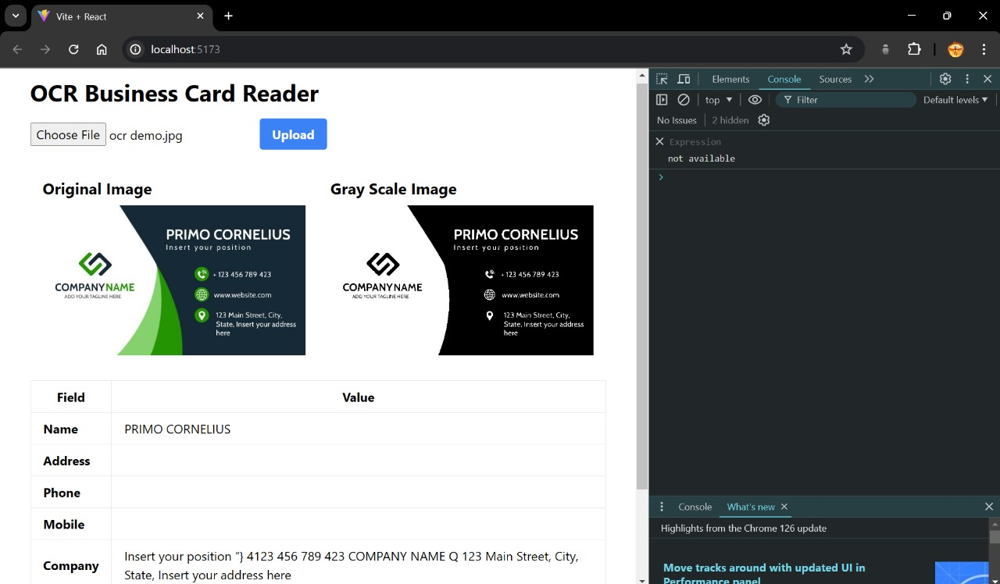 Vite + React
localhost:5173
OCR Business Card Reader
Choose File ocr demo.jpg
Upload
Original Image
PRIMO CORNELIUS
Insert your position
+ 123 456 789 423
www.website.com
123 Main Street, City,
State, Insert your address
here
COMPANYNAME
ADD YOUR TAGLINE HERE
Gray Scale Image
PRIMO CORNELIUS
Insert your position
+ 123 456 789 423
www.website.com
123 Main Street, City,
State, Insert your address
here
COMPANYNAME
ADD YOUR TAGLINE HERE
Field Value
Name PRIMO CORNELIUS
Address
Phone
Mobile
Company Insert your position "} 4123 456 789 423 COMPANY NAME Q 123 Main Street, City,
State, Insert your address here
Elements Console Sources
top Filter Default levels
No Issues 2 hidden
Expression
not available
Console What's new
Highlights from the Chrome 126 update
Move tracks around with updated UI in
Performance panel